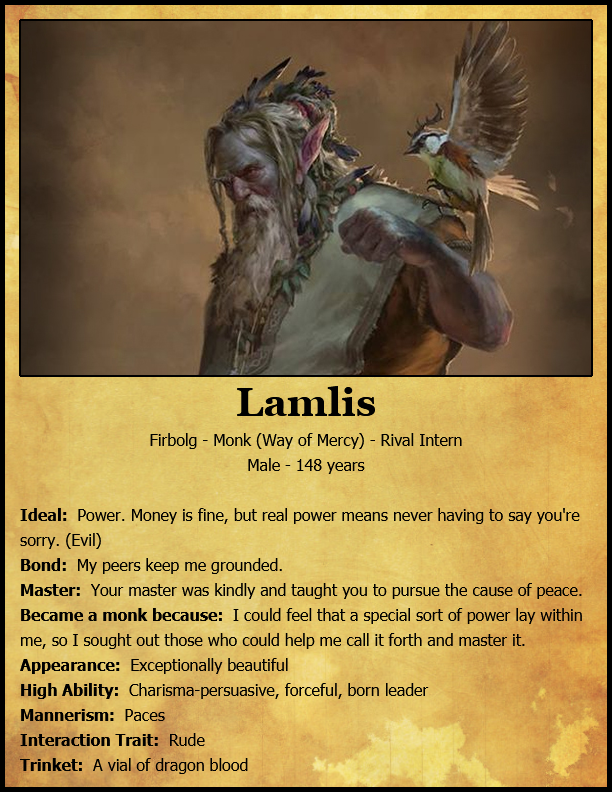 Lamlis
Firbolg - Monk (Way of Mercy) - Rival Intern
Male - 148 years
Ideal: Power. Money is fine, but real power means never having to say you're
sorry. (Evil)
Bond: My peers keep me grounded.
Master: Your master was kindly and taught you to pursue the cause of peace.
Became a monk because: I could feel that a special sort of power lay within
me, so I sought out those who could help me call it forth and master it.
Appearance: Exceptionally beautiful
High Ability: Charisma-persuasive, forceful, born leader
Mannerism: Paces
Interaction Trait: Rude
Trinket: A vial of dragon blood